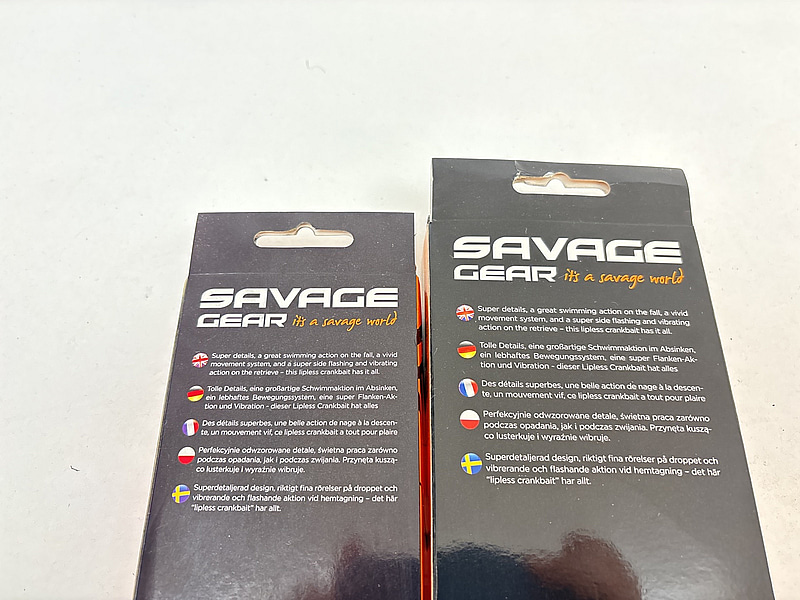 SAVAGE
GEAR it's a savage world
Super details, a great swimming action on the fall, a vivid
movement system, and a super side flashing and vibrating
action on the retrieve – this lipless crankbait has it all.
Tolle Details, eine großartige Schwimmaktion im Absinken,
ein lebhaftes Bewegungssystem, eine super Flanken-Ak-
tion und Vibration - dieser Lipless Crankbait hat alles
Des détails superbes, une belle action de nage à la descen-
te, un mouvement vif, ce lipless crankbait a tout pour plaire
Perfekcyjnie odwzorowane detale, świetna praca zarówno
podczas opadania, jak i podczas zwijania. Przynęta kuszą-
co lusterkuje i wyraźnie wibruje.
Superdetaljerad design, riktigt fina rörelser på droppet och
vibrerande och flashande aktion vid hemtagning – det här
"lipless crankbait" har allt.
SAVAGE
GEAR it's a savage world
Super details, a great swimming action on the fall, a vivid
movement system, and a super side flashing and vibrating
action on the retrieve – this lipless crankbait has it all.
Tolle Details, eine großartige Schwimmaktion im Absinken,
ein lebhaftes Bewegungssystem, eine super Flanken-Ak-
tion und Vibration - dieser Lipless Crankbait hat alles
Des détails superbes, une belle action de nage à la descen-
te, un mouvement vif, ce lipless crankbait a tout pour plaire
Perfekcyjnie odwzorowane detale, świetna praca zarówno
podczas opadania, jak i podczas zwijania. Przynęta kuszą-
co lusterkuje i wyraźnie wibruje.
Superdetaljerad design, riktigt fina rörelser på droppet och
vibrerande och flashande aktion vid hemtagning – det här
"lipless crankbait" har allt.